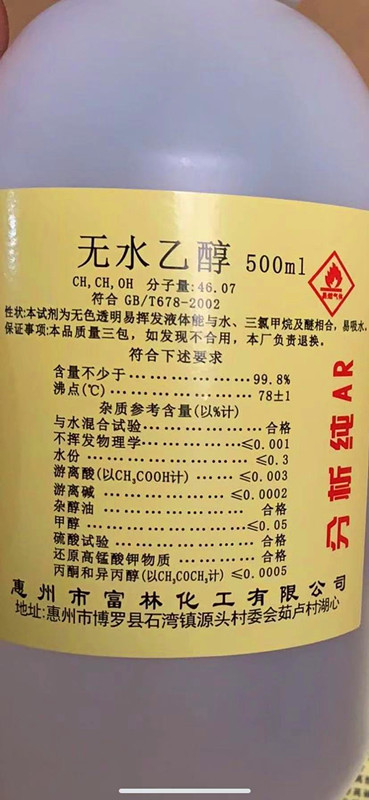 无水乙醇 500ml
CH,CH,OH 分子量:46.07
符合 GB/T678-2002
性状:本试剂为无色透明易挥发液体能与水、三氯甲烷及醚相合，易吸水。
保证事项:本品质量三包，如发现不合用，本厂负责退换。
符合下述要求
含量不少于………………99.8%
沸点(℃)………………78±1
杂质参考含量(以%计)
与水混合试验………………合格
不挥发物理学………………≤0.001
水份………………≤0.3
游离酸(以CH,COOH计)……≤0.003
游离碱………………≤0.0002
杂醇油………………合格
甲醇………………≤0.05
硫酸试验………………合格
还原高锰酸钾物质……合格
丙酮和异丙醇(以CH,COCH,计)≤0.0005
惠州市富林化工有限公司
地址:惠州市博罗县石湾镇源头村委会茹卢村湖心
分析纯AR